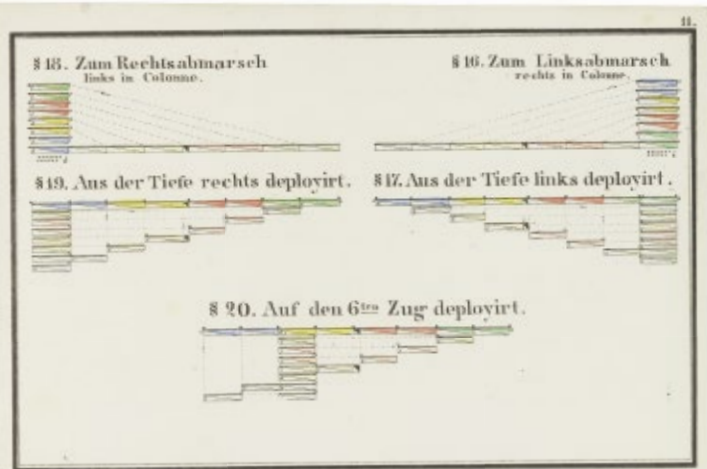 11.
§ 18. Zum Rechtsabmarsch
links in Colonne.
§ 16. Zum Linksabmarsch
rechts in Colonne.
§ 19. Aus der Tiefe rechts deployirt.
§ 17. Aus der Tiefe links deployirt.
§ 20. Auf den 6ten Zug deployirt.